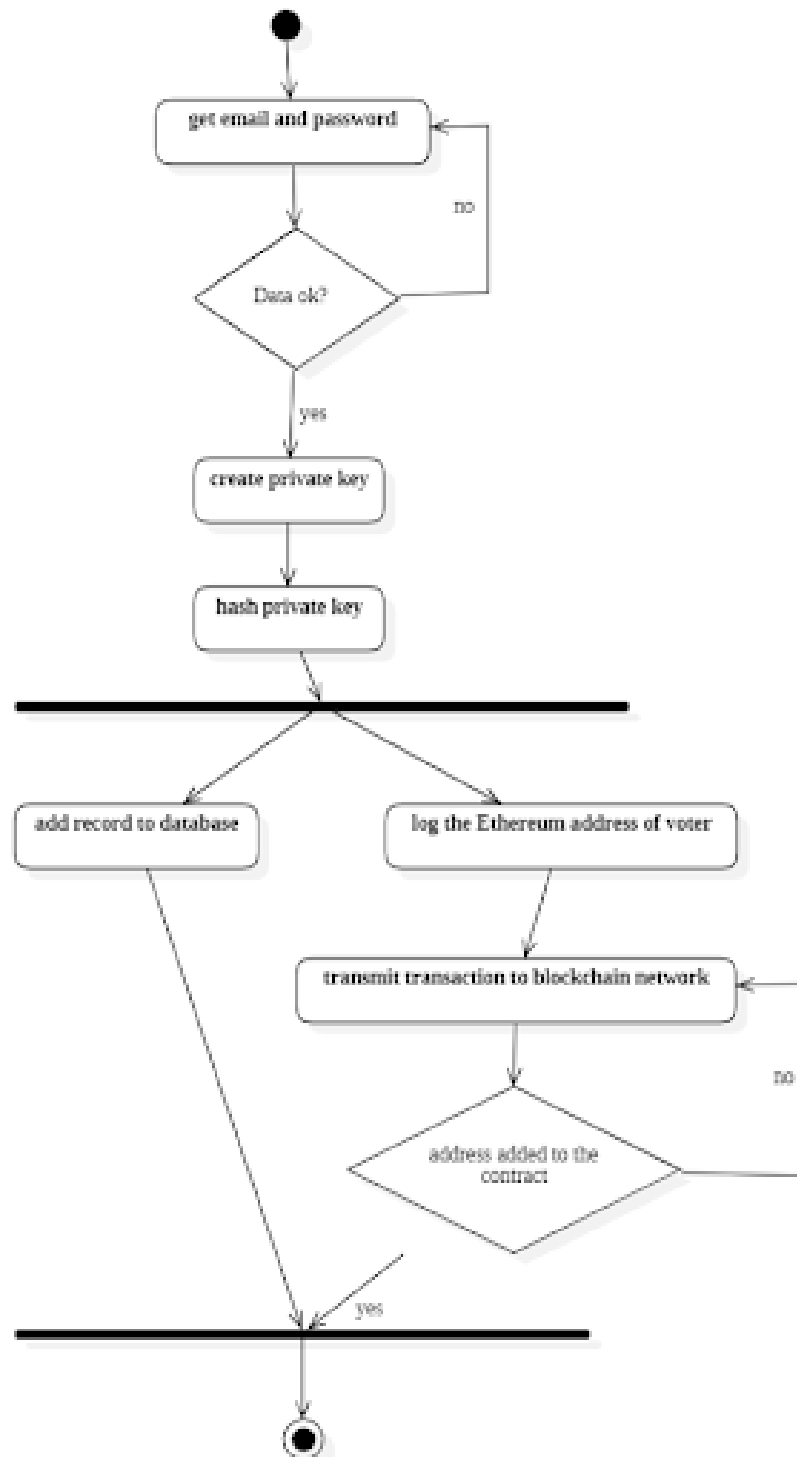 get email and password
no
Data ok?
yes
create private key
hash private key
add record to database
log the Ethereum address of voter
transmit transaction to blockchain network
no
address added to the
contract
yes